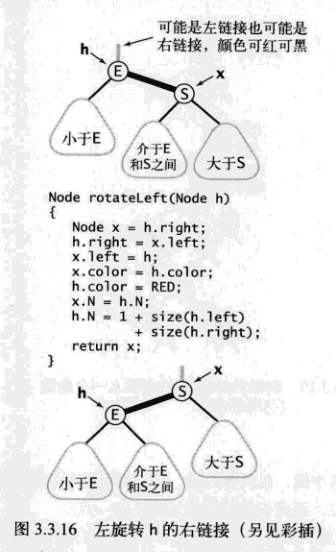 可能是左链接也可能是
右链接，颜色可红可黑
h
E
x
S
小于E
介于E
和S之间
大于S
Node rotateLeft(Node h)
{
Node x = h.right;
h.right = x.left;
x.left = h;
x.color = h.color;
h.color = RED;
x.N = h.N;
h.N = 1 + size(h.left)
+ size(h.right);
return x;
}
x
S
h
E
小于E
介于E
和S之间
大于S
图 3.3.16 左旋转 h 的右链接（另见彩插）